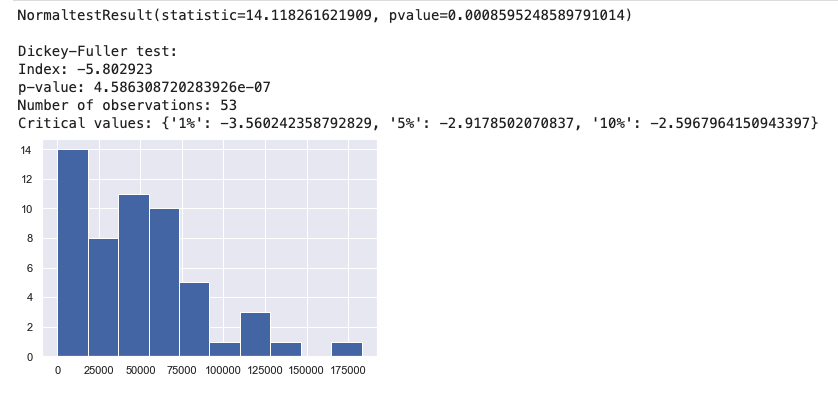 NormaltestResult(statistic=14.118261621909, pvalue=0.0008595248589791014)
Dickey-Fuller test:
Index: -5.802923
p-value: 4.586308720283926e-07
Number of observations: 53
Critical values: {'1%': -3.560242358792829, '5%': -2.9178502070837, '10%': -2.5967964150943397}
14
12
10
8
6
4
2
0
0 25000 50000 75000 100000 125000 150000 175000